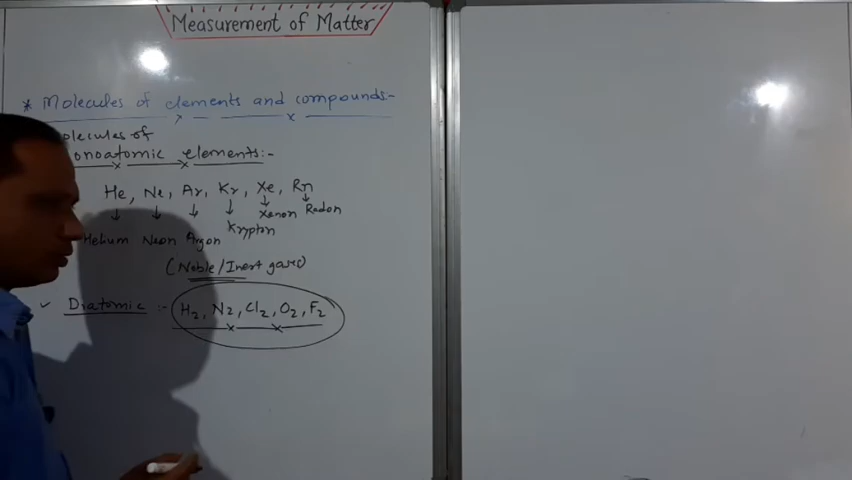 Measurement of Matter
* Molecules of elements and compounds:-
olecules of
onoatomic elements:-
He, Ne, Ar, Kr, Xe, Rn
Xenon Radon
Krypton
Helium Neon Argon
(Noble/Inert gases)
✓ Diatomic :- H2, N2, Cl2, O2, F2